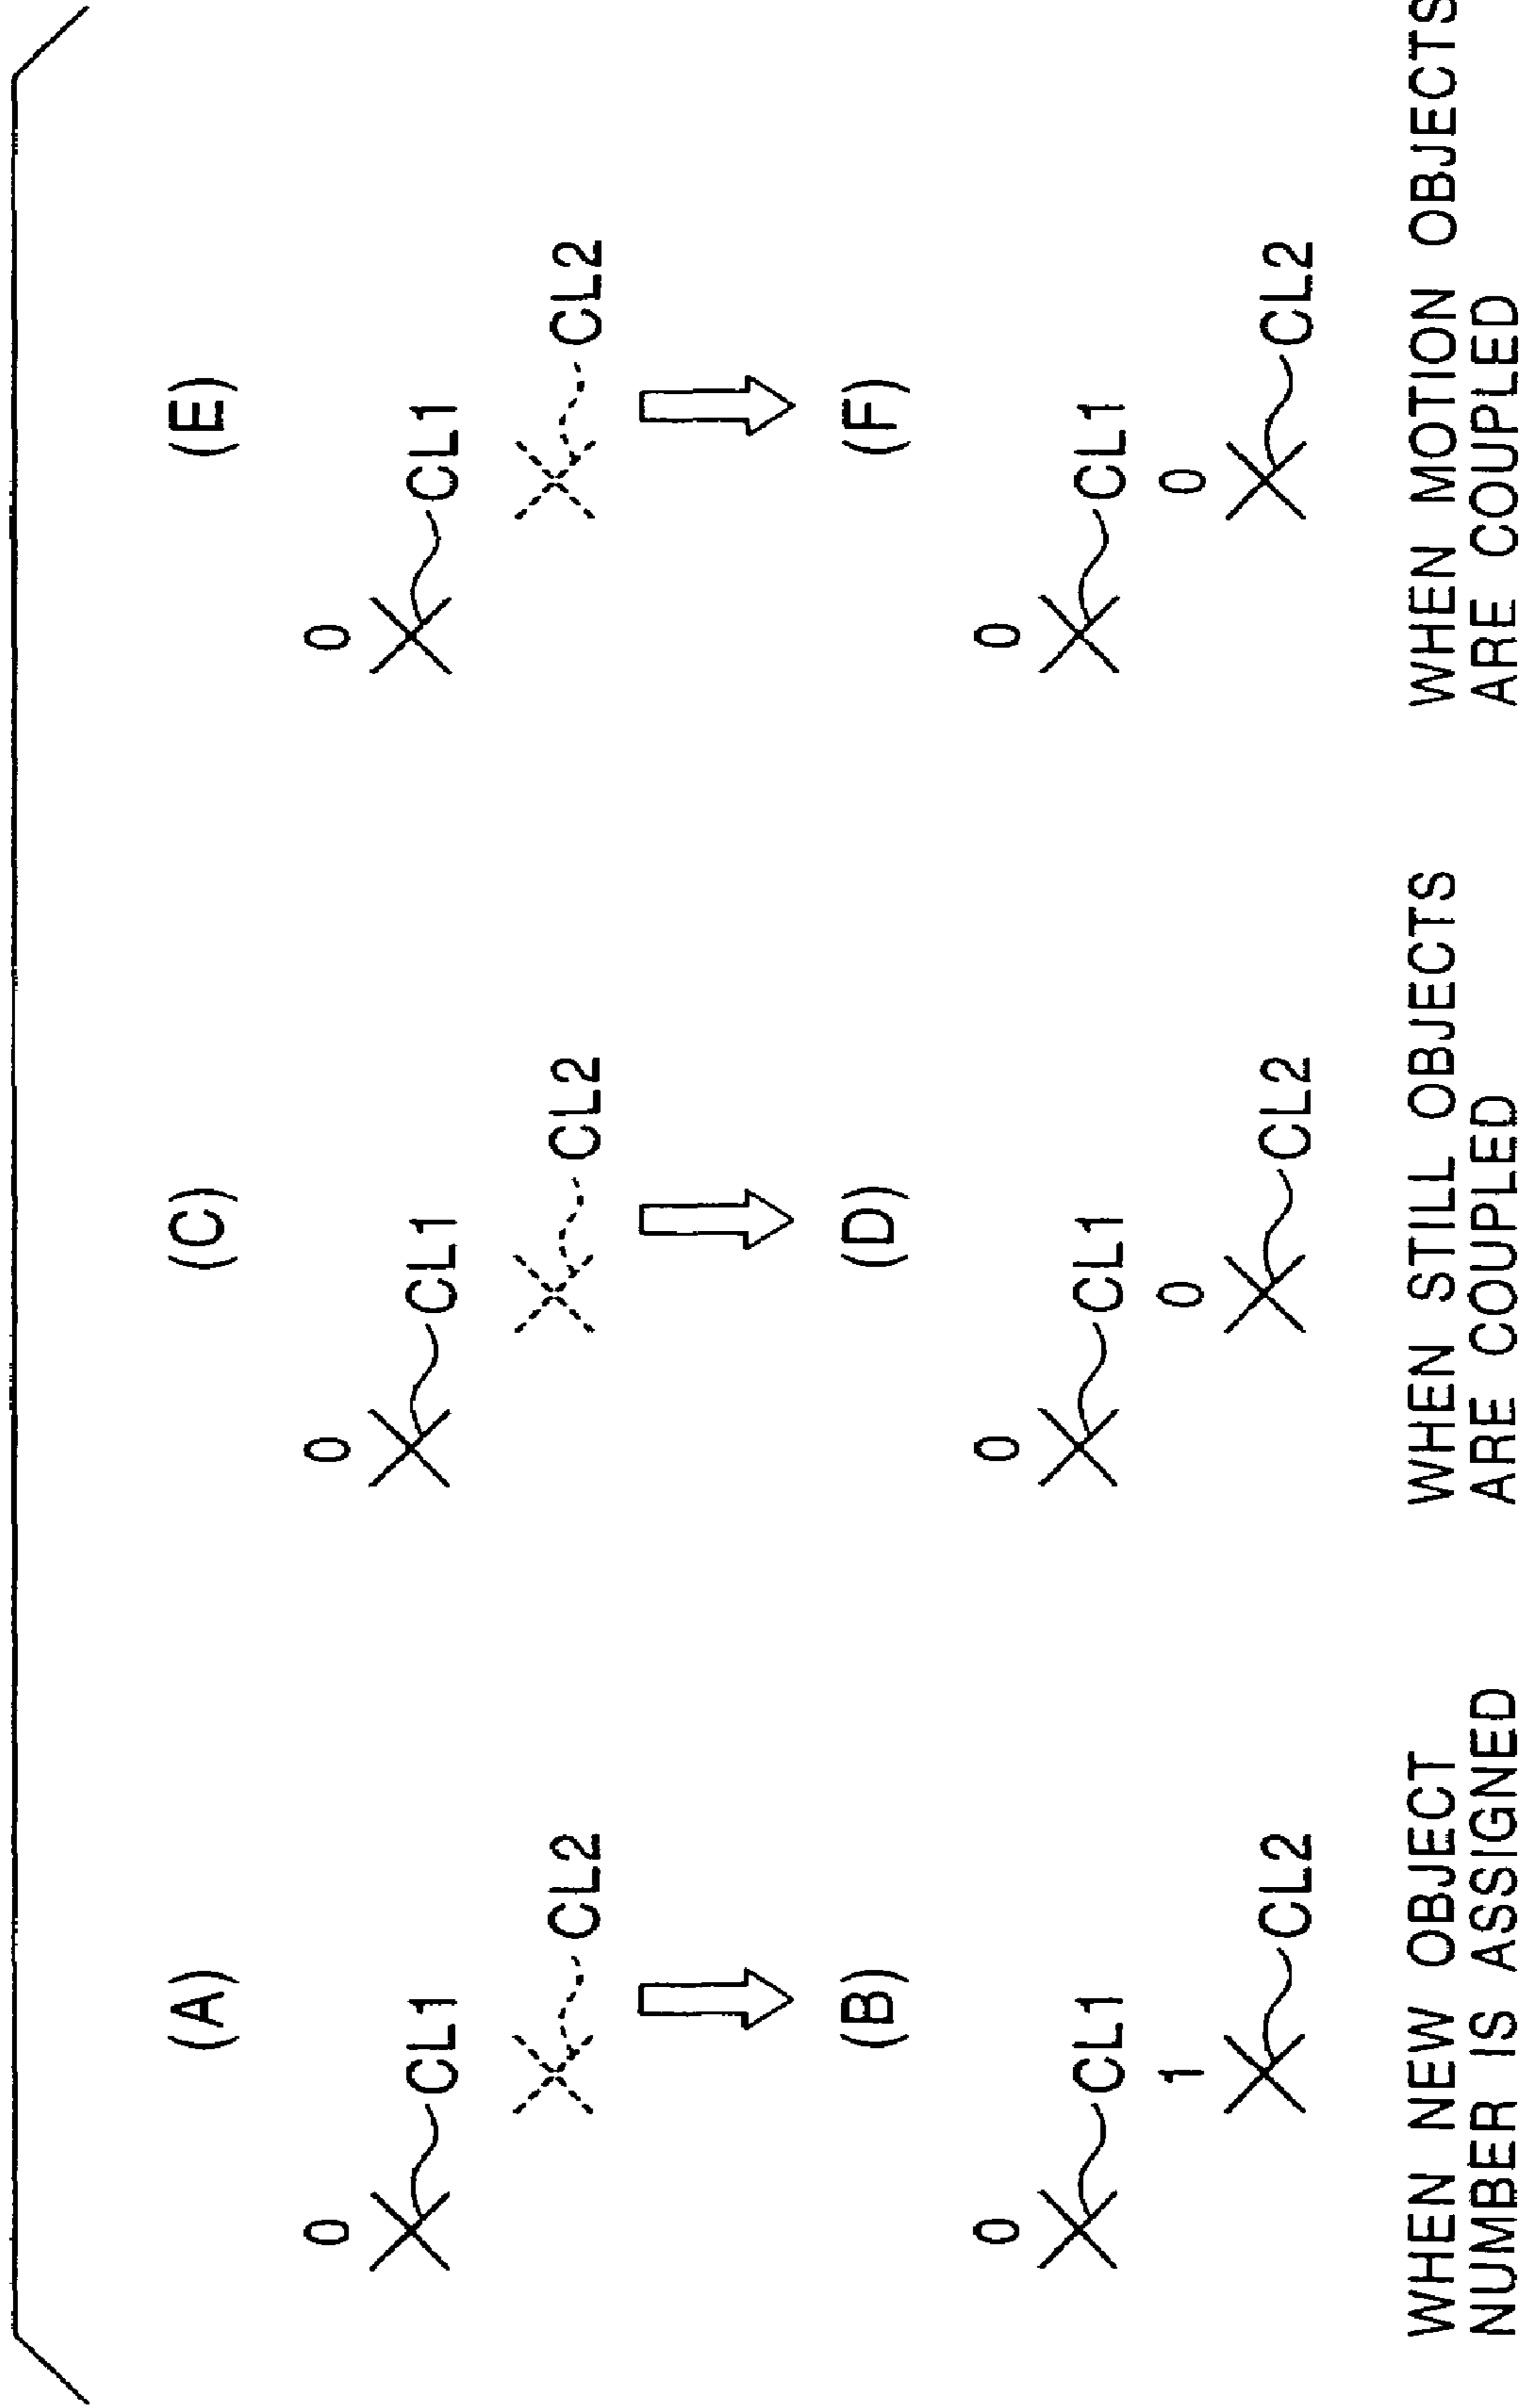 (A)
0
CL1
CL2
(B)
0
CL1
1
CL2
WHEN NEW OBJECT
NUMBER IS ASSIGNED
(C)
0
CL1
CL2
(D)
0
CL1
0
CL2
WHEN STILL OBJECTS
ARE COUPLED
(E)
0
CL1
CL2
(F)
0
CL1
0
CL2
WHEN MOTION OBJECTS
ARE COUPLED